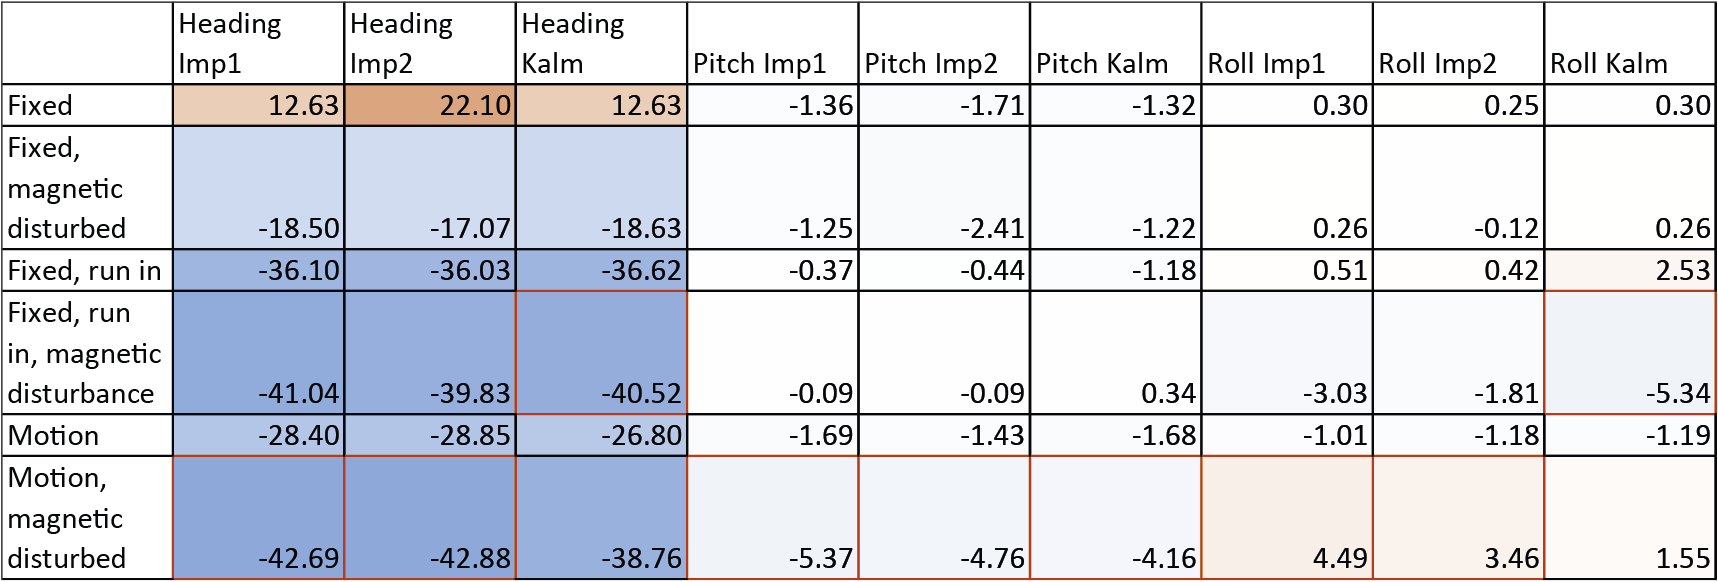 Heading Imp1 Heading Imp2 Heading Kalm Pitch Imp1 Pitch Imp2 Pitch Kalm Roll Imp1 Roll Imp2 Roll Kalm
Fixed 12.63 22.10 12.63 -1.36 -1.71 -1.32 0.30 0.25 0.30
Fixed,
magnetic
disturbed -18.50 -17.07 -18.63 -1.25 -2.41 -1.22 0.26 -0.12 0.26
Fixed, run in -36.10 -36.03 -36.62 -0.37 -0.44 -1.18 0.51 0.42 2.53
Fixed, run
in, magnetic
disturbance -41.04 -39.83 -40.52 -0.09 -0.09 0.34 -3.03 -1.81 -5.34
Motion -28.40 -28.85 -26.80 -1.69 -1.43 -1.68 -1.01 -1.18 -1.19
Motion,
magnetic
disturbed -42.69 -42.88 -38.76 -5.37 -4.76 -4.16 4.49 3.46 1.55